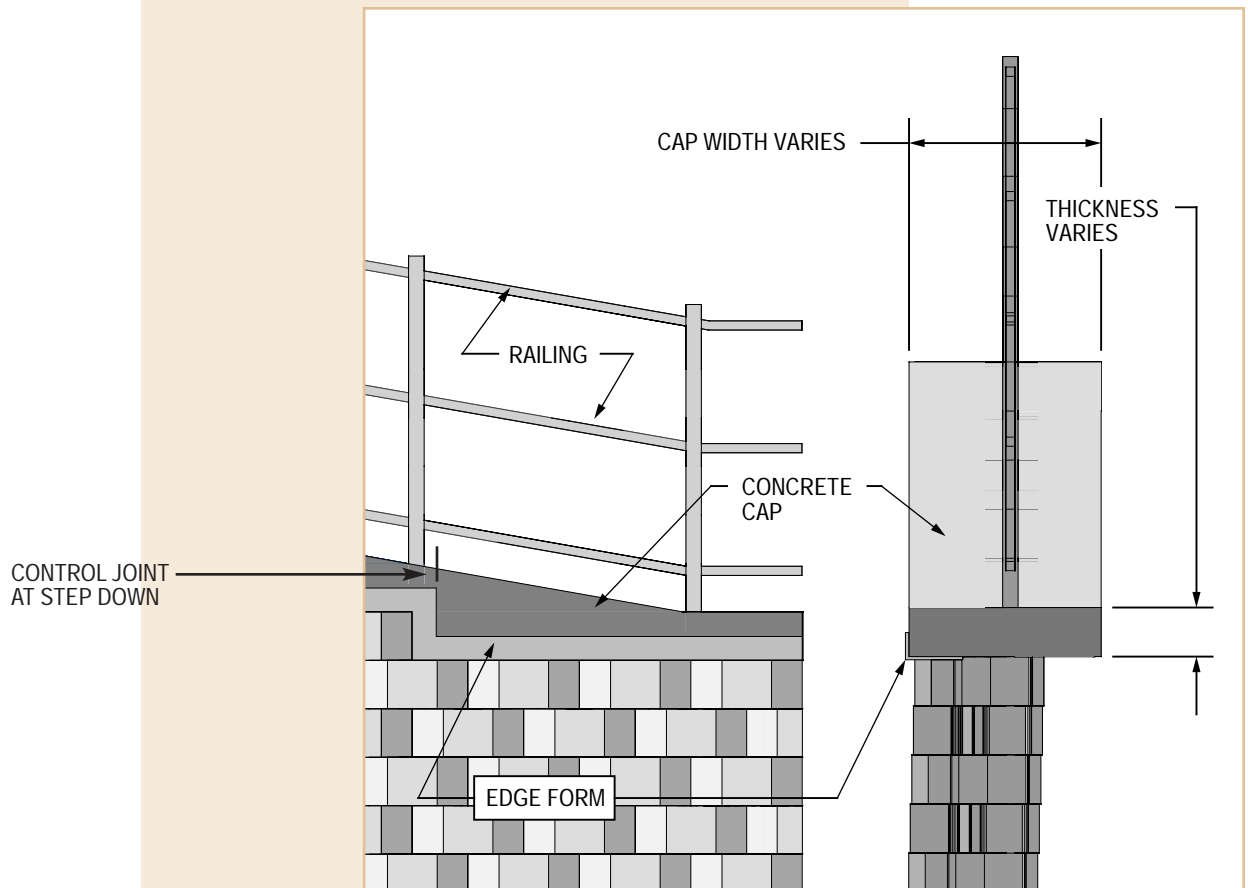 CAP WIDTH VARIES
THICKNESS
VARIES
RAILING
CONCRETE
CAP
CONTROL JOINT
AT STEP DOWN
EDGE FORM